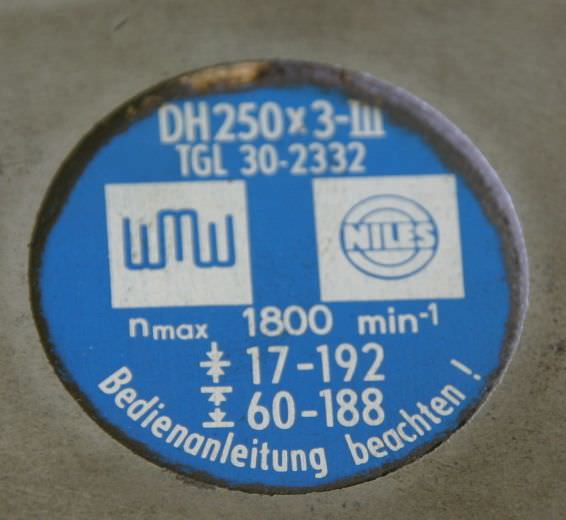 DH250x3-III
TGL 30-2332
WMW
NILES
nmax 1800 min-1
17-192
60-188
Bedienanleitung beachten!